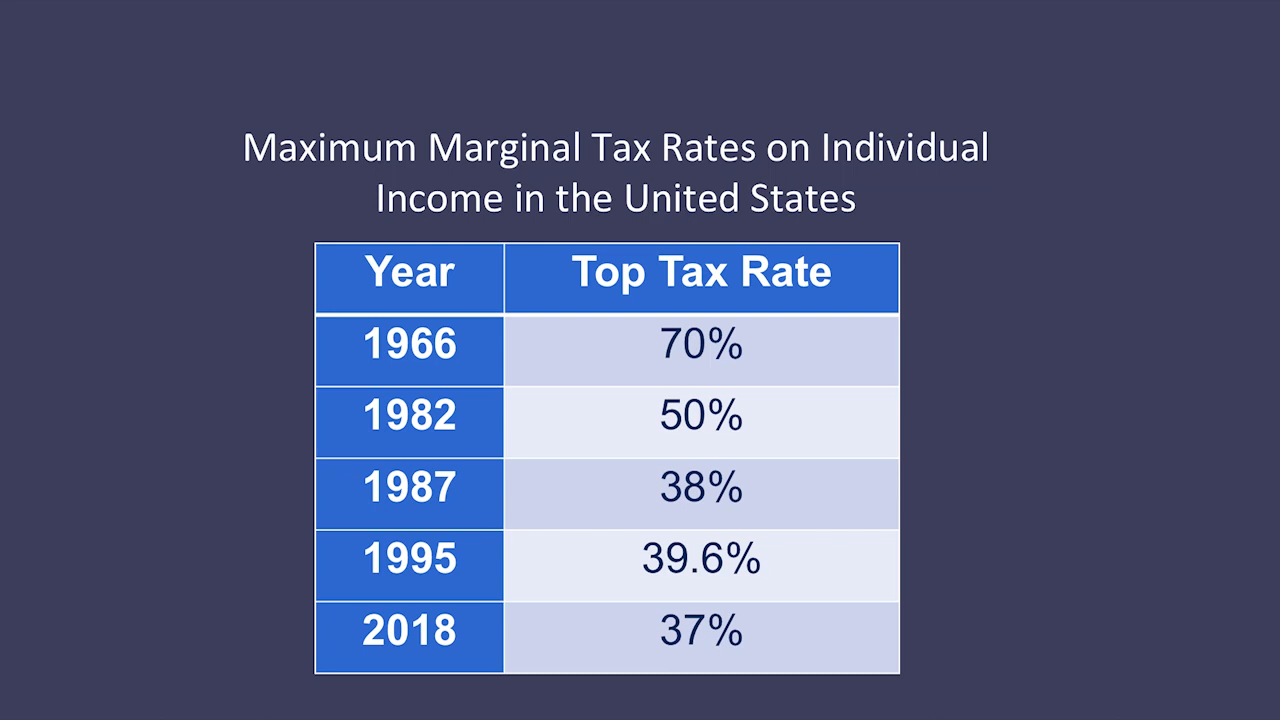 Maximum Marginal Tax Rates on Individual
Income in the United States
Year Top Tax Rate
1966 70%
1982 50%
1987 38%
1995 39.6%
2018 37%